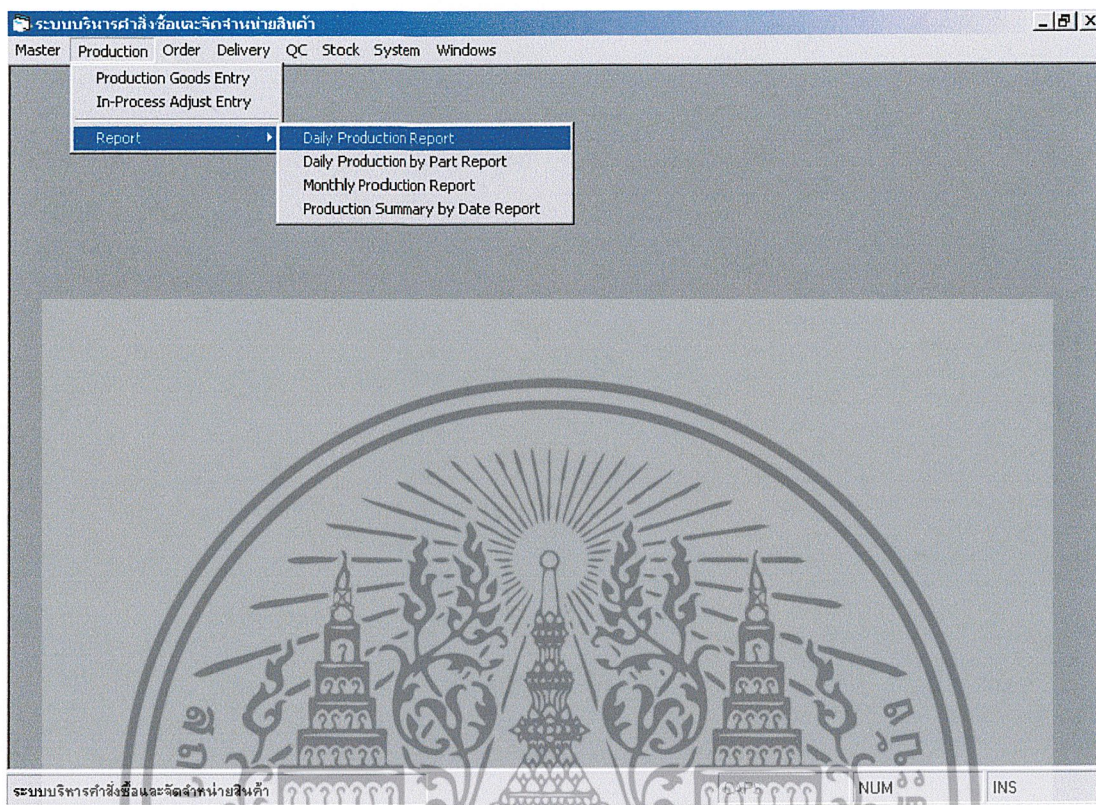 ระบบบริหารคำสั่งซื้อและจัดจำหน่ายสินค้า
Master Production Order Delivery QC Stock System Windows
Production Goods Entry
In-Process Adjust Entry
Report
Daily Production Report
Daily Production by Part Report
Monthly Production Report
Production Summary by Date Report
ระบบบริหารคำสั่งซื้อและจัดจำหน่ายสินค้า CAPS NUM INS